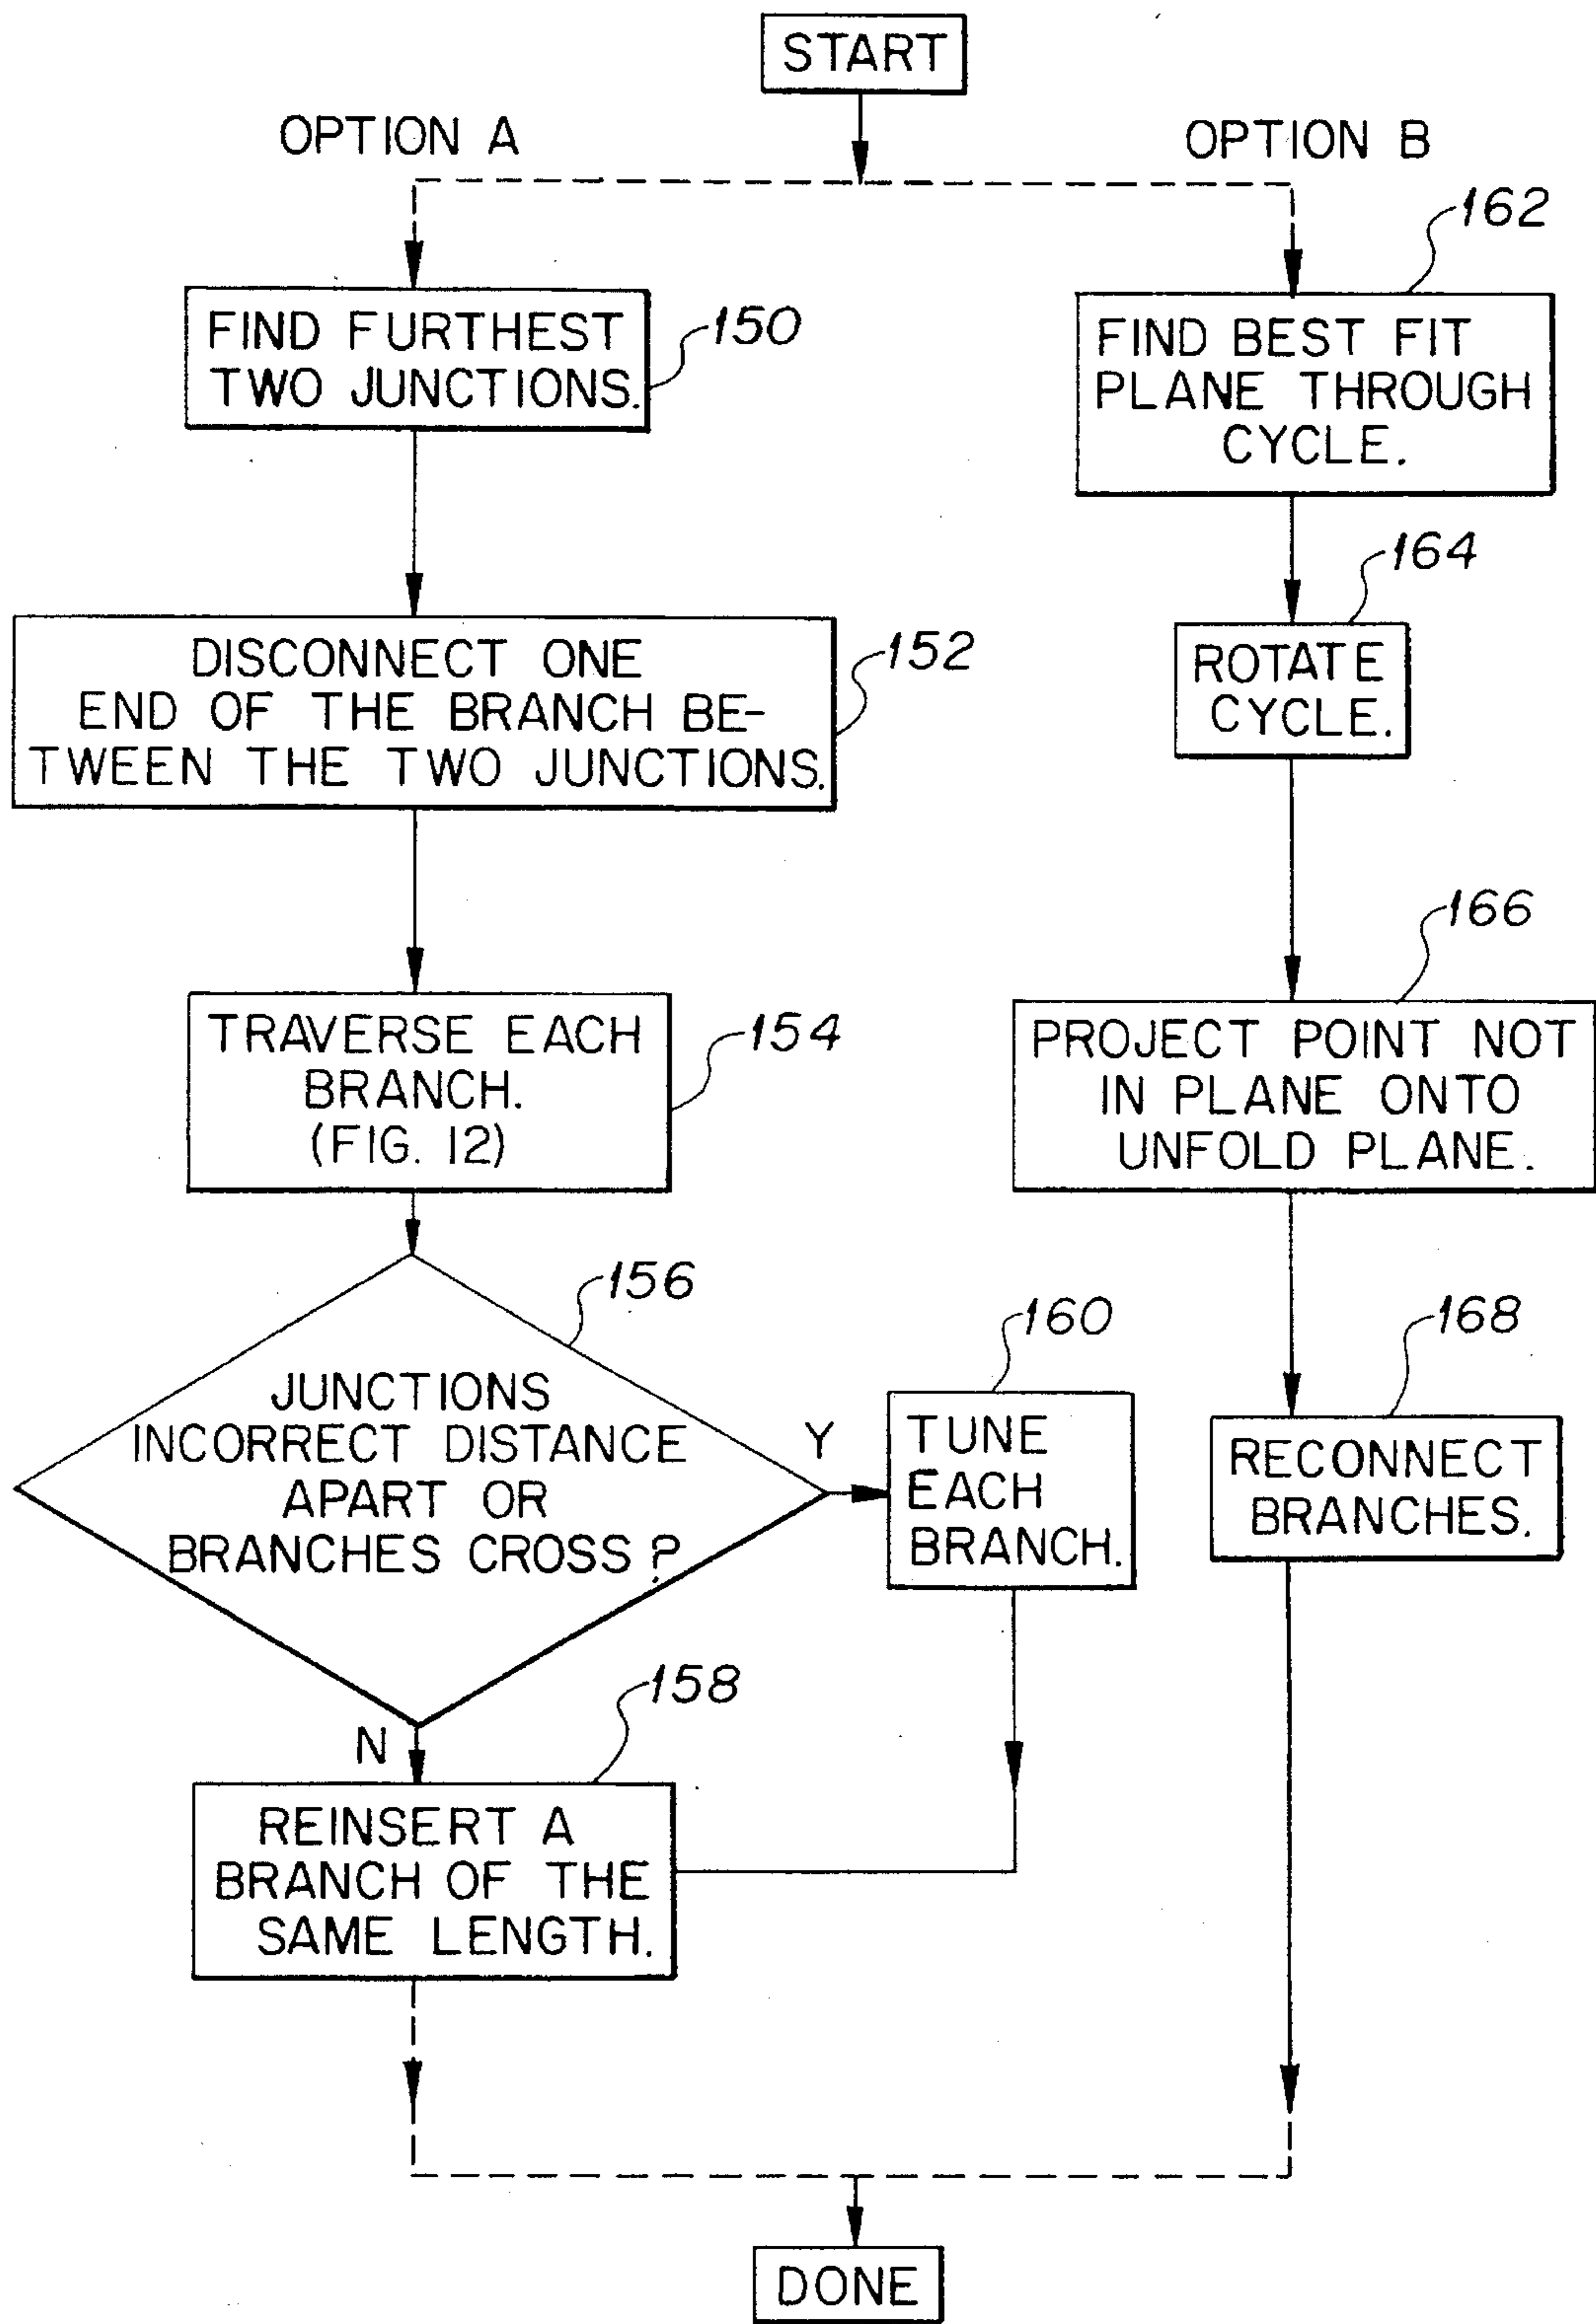 START
OPTION A
OPTION B
162
150
FIND FURTHEST
TWO JUNCTIONS.
FIND BEST FIT
PLANE THROUGH
CYCLE.
164
152
DISCONNECT ONE
END OF THE BRANCH BE-
TWEEN THE TWO JUNCTIONS.
ROTATE
CYCLE.
166
154
TRAVERSE EACH
BRANCH.
(FIG. 12)
PROJECT POINT NOT
IN PLANE ONTO
UNFOLD PLANE.
156
160
168
JUNCTIONS
INCORRECT DISTANCE
APART OR
BRANCHES CROSS?
Y
TUNE
EACH
BRANCH.
RECONNECT
BRANCHES.
N
158
REINSERT A
BRANCH OF THE
SAME LENGTH.
DONE